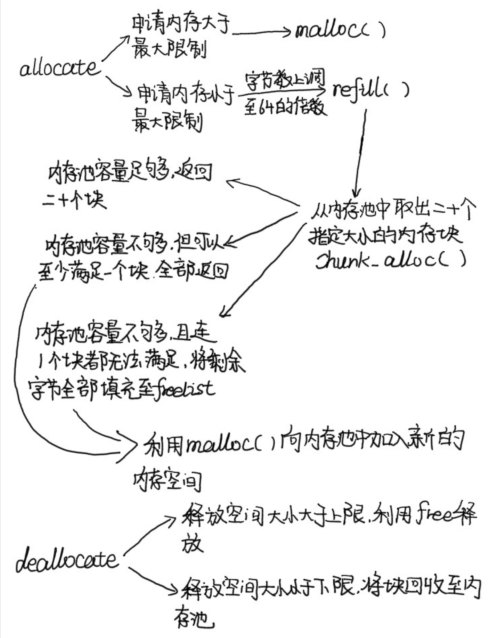 申请内存大于
最大限制
malloc()
allocate
申请内存小于
最大限制
字节数上调
至64的倍数
refill()
内存池容量足够多,返回
二十个块
从内存池中取出二十个
指定大小的内存块
chunk_alloc()
内存池容量不够多,但可以
至少满足一个块.全部返回
内存池容量不够多,且连
1个块都无法满足,将剩余
字节全部填充至freelist
利用malloc()向内存池中加入新的
内存空间
deallocate
释放空间大小大于上限,利用free释
放
释放空间大小小于下限,将块回收至内
存池